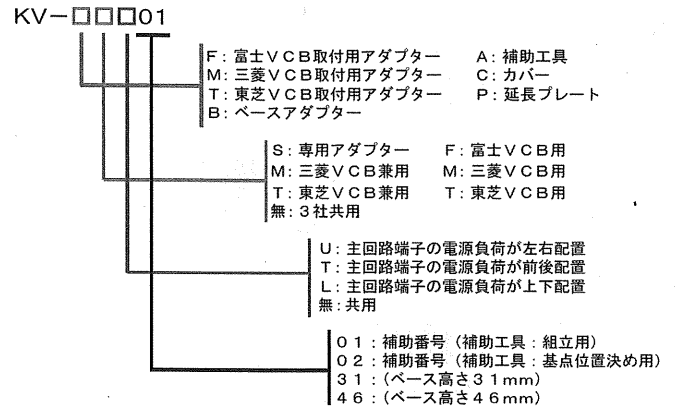 KV-□□□01
F:富士VCB取付用アダプター A:補助工具
M:三菱VCB取付用アダプター C:カバー
T:東芝VCB取付用アダプター P:延長プレート
B:ベースアダプター
S:専用アダプター F:富士VCB用
M:三菱VCB兼用 M:三菱VCB用
T:東芝VCB兼用 T:東芝VCB用
無:3社共用
U:主回路端子の電源負荷が左右配置
T:主回路端子の電源負荷が前後配置
L:主回路端子の電源負荷が上下配置
無:共用
01:補助番号(補助工具:組立用)
02:補助番号(補助工具:基点位置決め用)
31:(ベース高さ31mm)
46:(ベース高さ46mm)